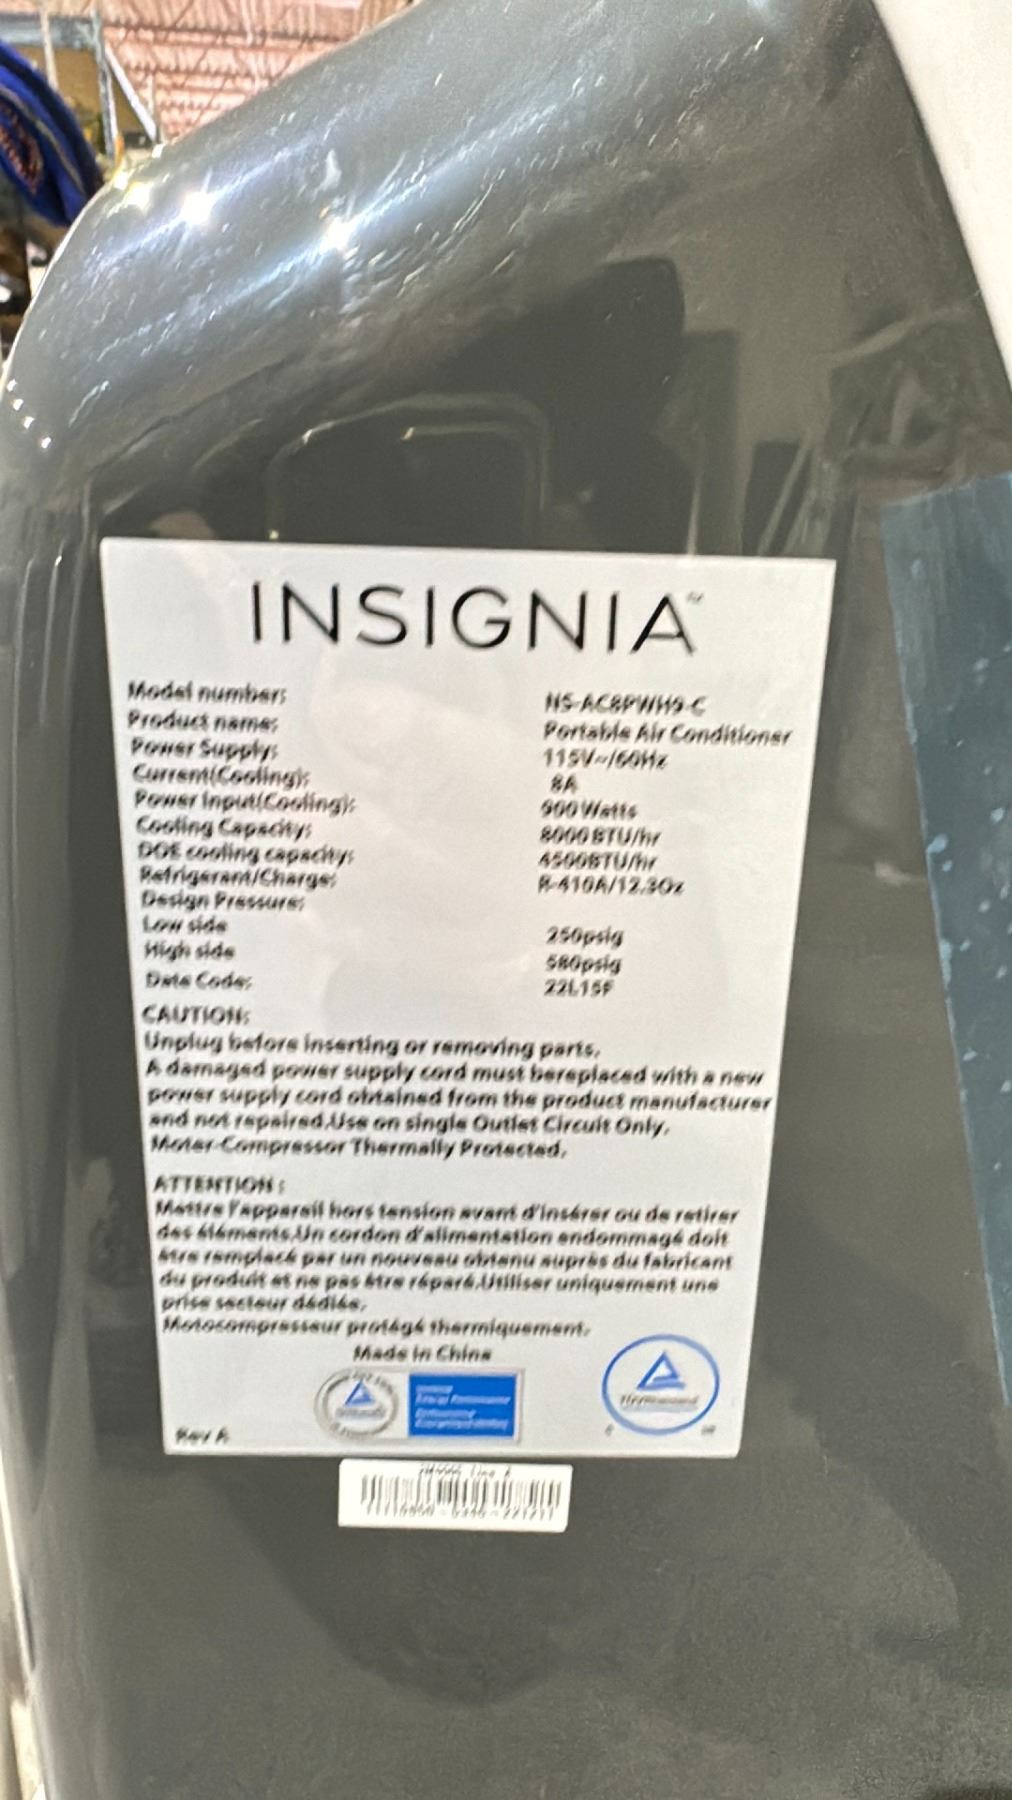 INSIGNIA™
Model number: NS-AC8PWH9-C
Product name: Portable Air Conditioner
Power Supply: 115V~/60Hz
Current(Cooling): 8A
Power Input(Cooling): 900Watts
Cooling Capacity: 8000BTU/hr
DOE cooling capacity: 4500BTU/hr
Refrigerant/Charge: R-410A/12.3Oz
Design Pressure:
Low side 250psig
High side 580psig
Date Code: 22L15F
CAUTION:
Unplug before inserting or removing parts.
A damaged power supply cord must bereplaced with a new
power supply cord obtained from the product manufacturer
and not repaired.Use on single Outlet Circuit Only.
Motor-Compressor Thermally Protected.
ATTENTION :
Mettre l'appareil hors tension avant d'insérer ou de retirer
des éléments.Un cordon d'alimentation endommagé doit
être remplacé par un nouveau obtenu auprès du fabricant
du produit et ne pas être réparé.Utiliser uniquement une
prise secteur dédiée.
Motocompresseur protégé thermiquement.
Made in China
Rev A